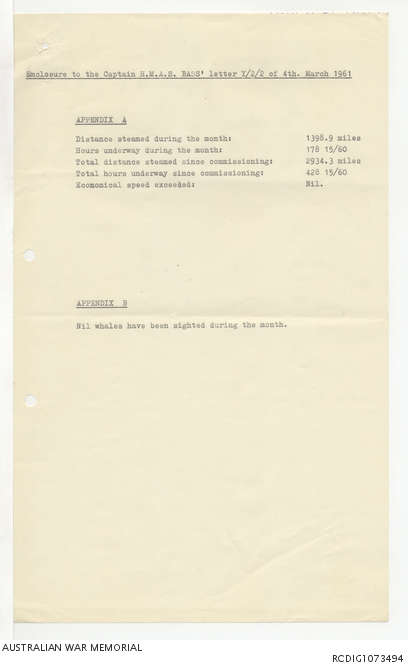 Enclosure to the Captain H.M.A.S. BASS' letter Y/2/2 of 4th. March 1961
APPENDIX A
Distance steamed during the month: 1398.9 miles
Hours underway during the month: 178 15/60
Total distance steamed since commissioning: 2934.3 miles
Total hours underway since commissioning: 428 15/60
Economical speed exceeded: Nil.
APPENDIX B
Nil whales have been sighted during the month.
AUSTRALIAN WAR MEMORIAL RCDIG1073494